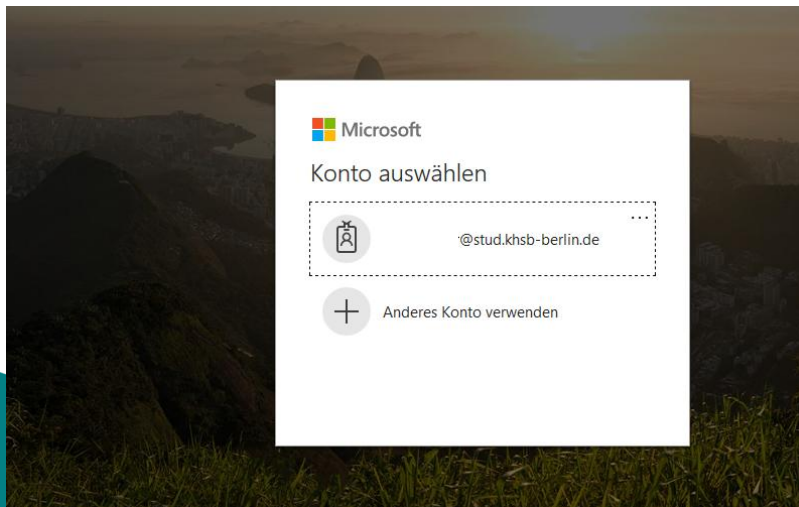 Microsoft
Konto auswählen
@stud.khsb-berlin.de
Anderes Konto verwenden